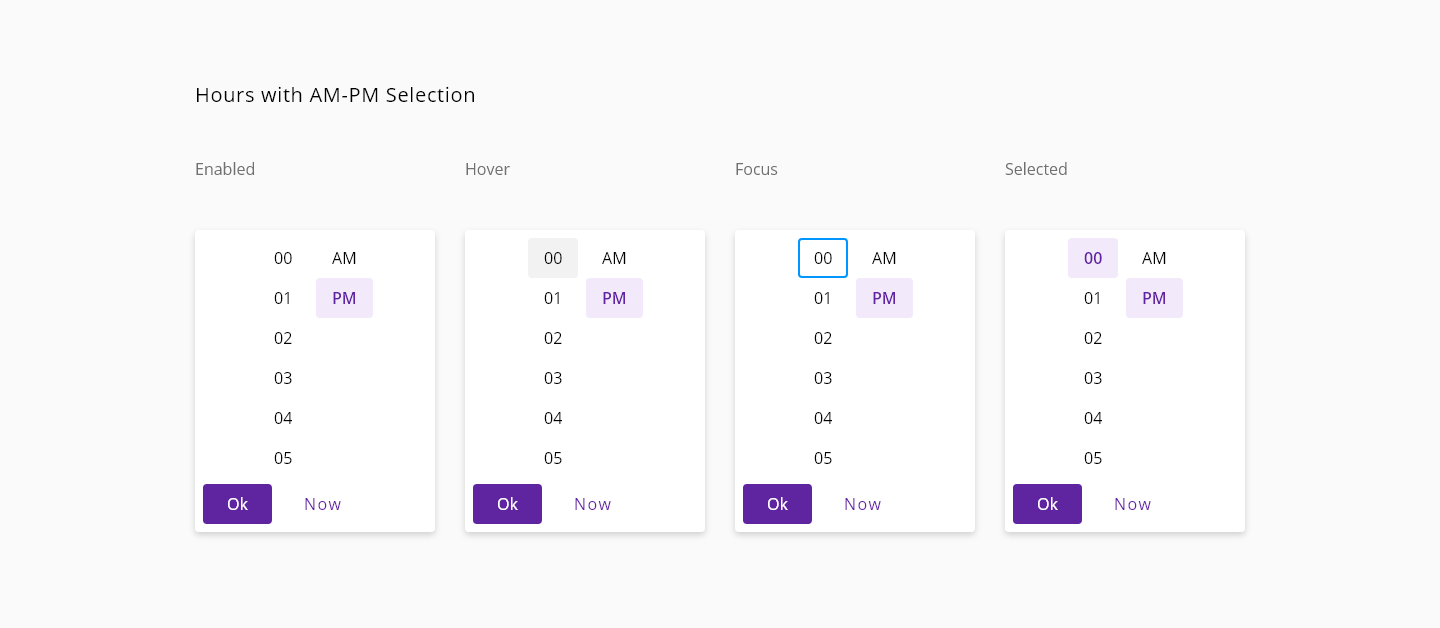 Hours with AM-PM Selection
Enabled Hover Focus Selected
00 AM 00 AM 00 AM 00 AM
01 PM 01 PM 01 PM 01 PM
02 02 02 02
03 03 03 03
04 04 04 04
05 05 05 05
Ok Now Ok Now Ok Now Ok Now